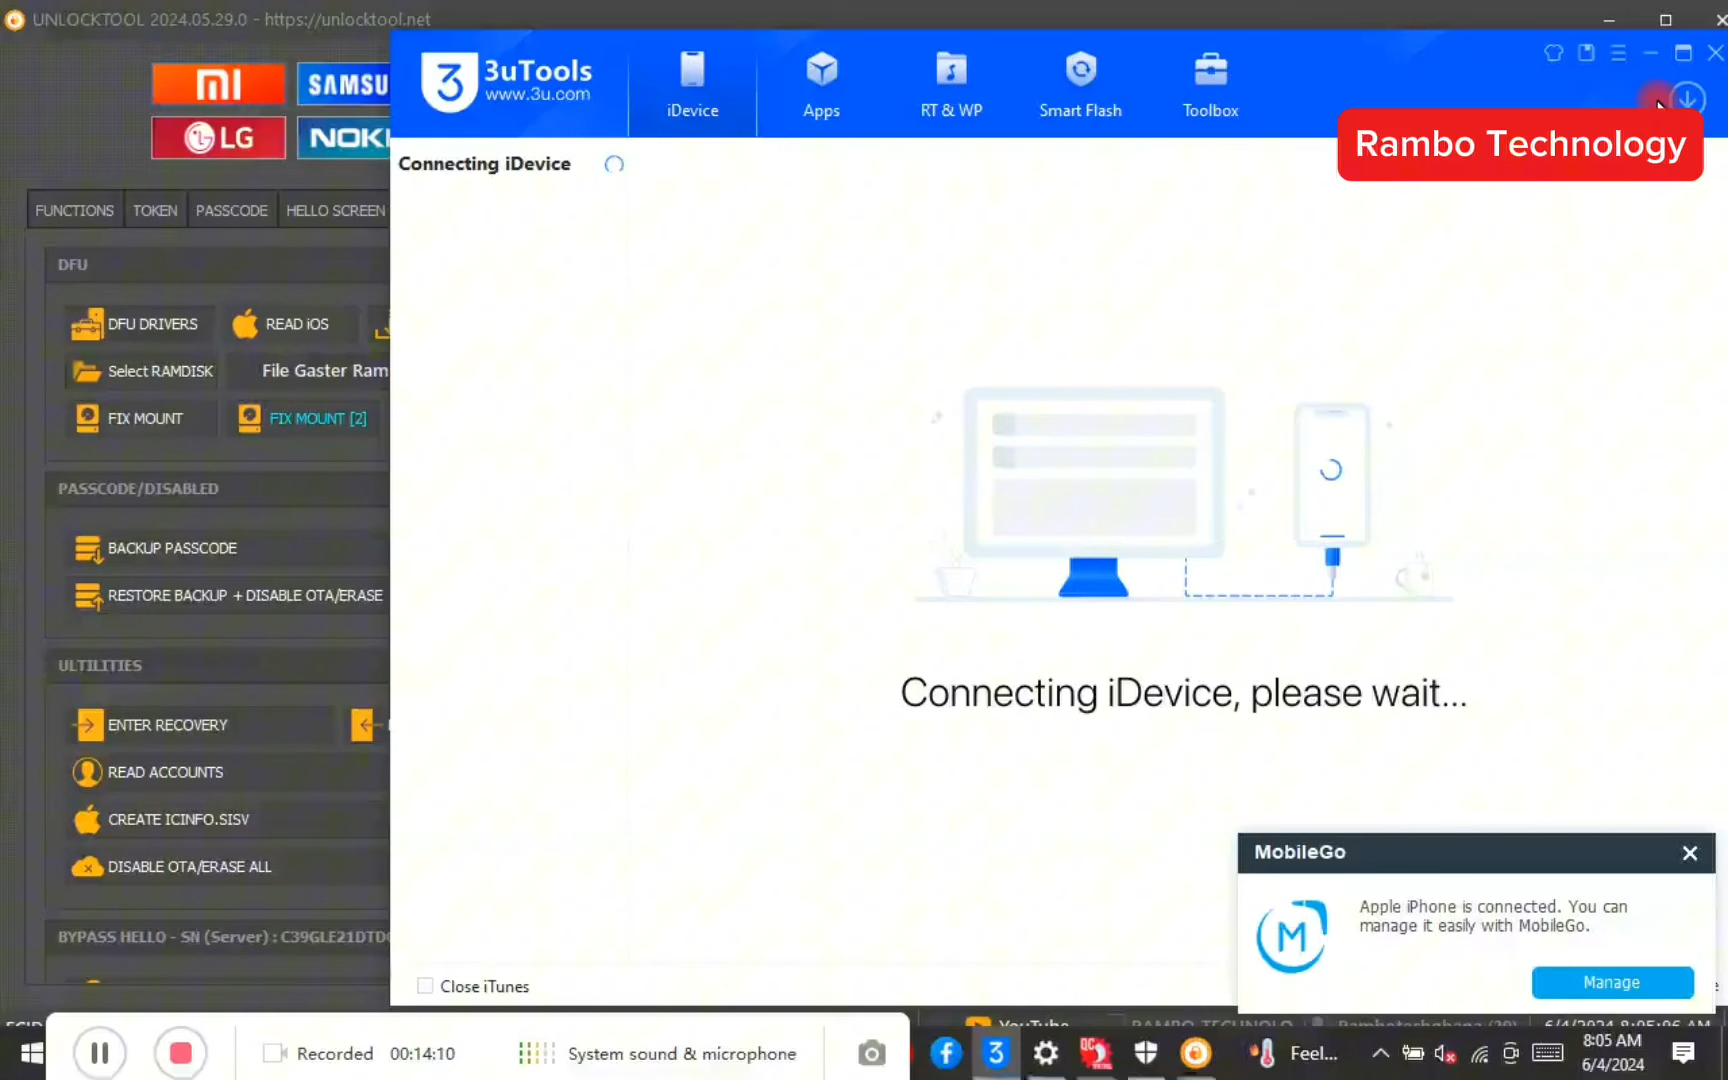 UNLOCKTOOL 2024.05.29.0 - https://unlocktool.net
SAMSU
LG
NOKI
3
3uTools
www.3u.com
iDevice
Apps
RT & WP
Smart Flash
Toolbox
Rambo Technology
Connecting iDevice
FUNCTIONS
TOKEN
PASSCODE
HELLO SCREEN
DFU
DFU DRIVERS
READ iOS
Select RAMDISK
File Gaster Ram
FIX MOUNT
FIX MOUNT [2]
PASSCODE/DISABLED
BACKUP PASSCODE
RESTORE BACKUP + DISABLE OTA/ERASE
ULTILITIES
ENTER RECOVERY
READ ACCOUNTS
CREATE ICINFO.SISV
DISABLE OTA/ERASE ALL
BYPASS HELLO - SN (Server) : C39GLE21DTD
Connecting iDevice, please wait...
MobileGo
Apple iPhone is connected. You can
manage it easily with MobileGo.
Manage
Close iTunes
YouTube
Recorded 00:14:10
System sound & microphone
Feel...
8:05 AM
6/4/2024